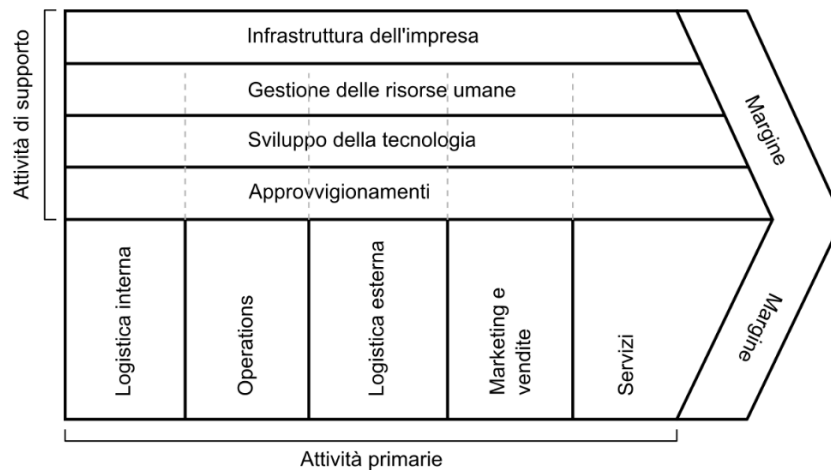 Attività di supporto
Infrastruttura dell'impresa
Gestione delle risorse umane
Sviluppo della tecnologia
Approvvigionamenti
Margine
Logistica interna
Operations
Logistica esterna
Marketing e
vendite
Servizi
Margine
Attività primarie